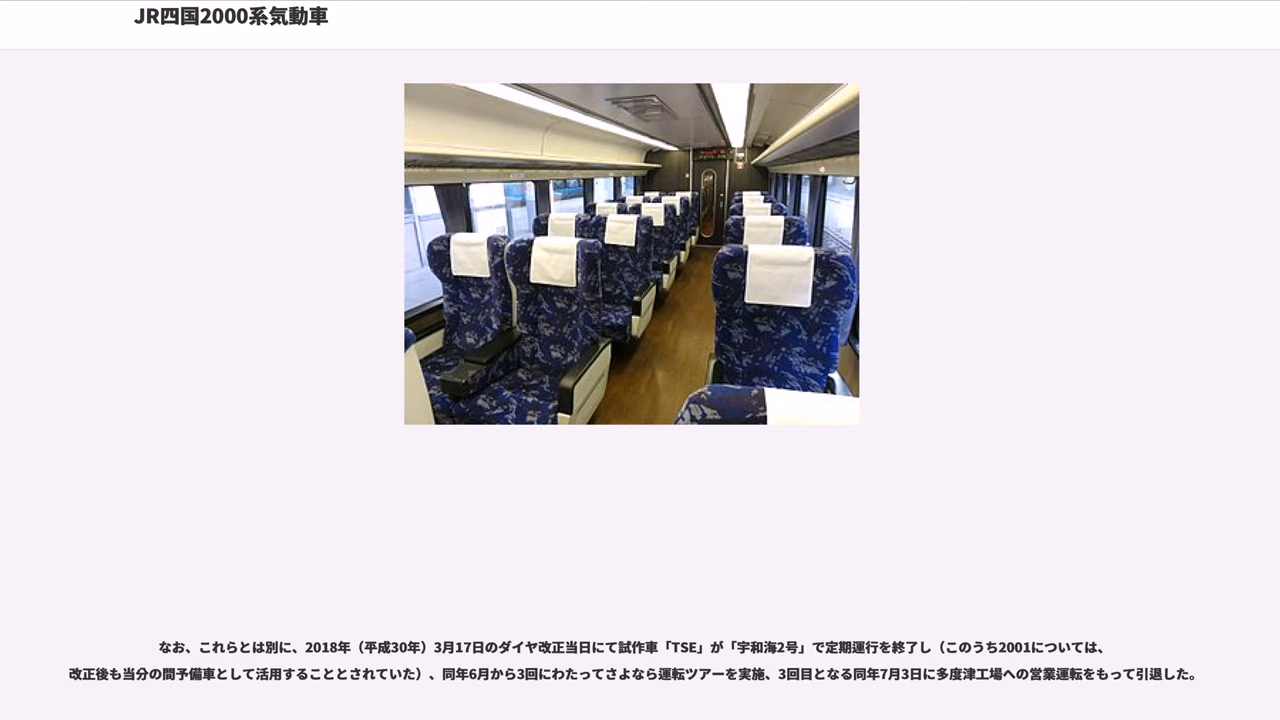 JR四国2000系気動車
なお、これらとは別に、2018年（平成30年）3月17日のダイヤ改正当日にて試作車「TSE」が「宇和海2号」で定期運行を終了し（このうち2001については、
改正後も当分の間予備車として活用することとされていた）、同年6月から3回にわたってさよなら運転ツアーを実施、3回目となる同年7月3日に多度津工場への営業運転をもって引退した。